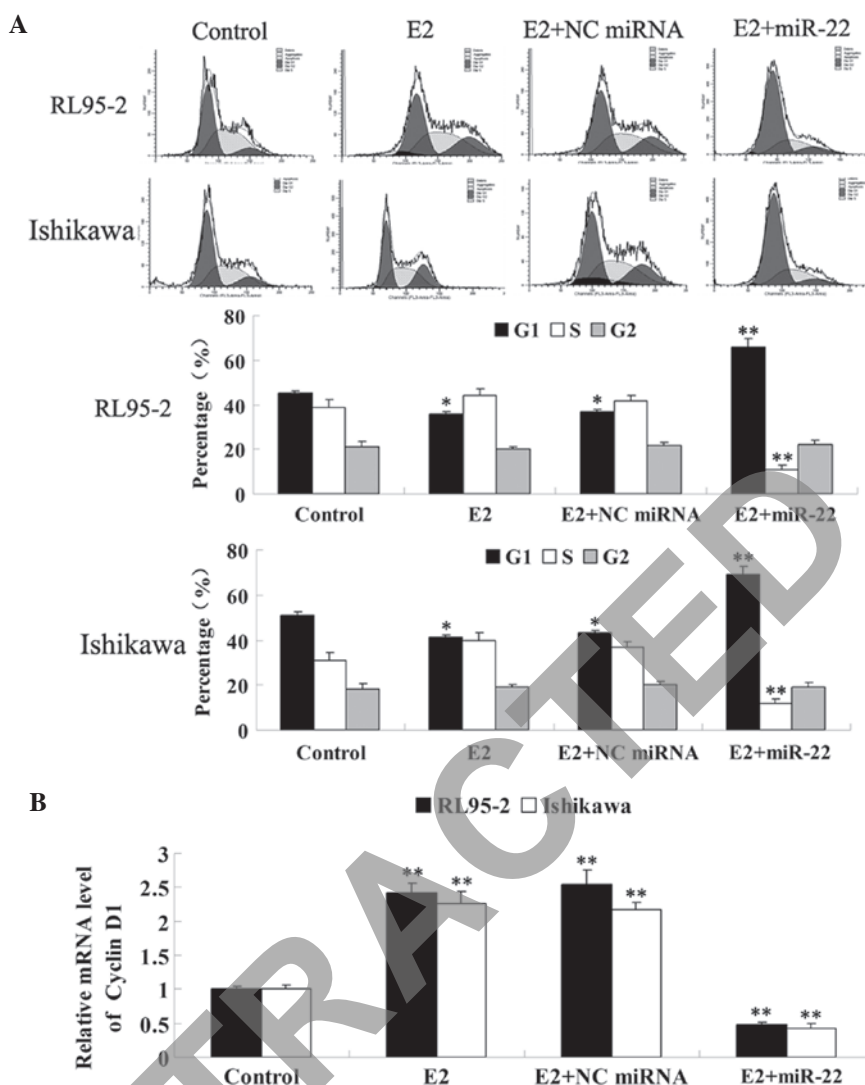 A
Control E2 E2+NC miRNA E2+miR-22
RL95-2
Ishikawa
80
60
40
20
0
Percentage (%)
RL95-2
G1 S G2
* * ** **
Control E2 E2+NC miRNA E2+miR-22
80
60
40
20
0
Percentage (%)
Ishikawa
G1 S G2
* * ** **
Control E2 E2+NC miRNA E2+miR-22
B
RL95-2 Ishikawa
3
2.5
2
1.5
1
0.5
0
Relative mRNA level
of Cyclin D1
** ** ** ** ** **
Control E2 E2+NC miRNA E2+miR-22
TRACTED